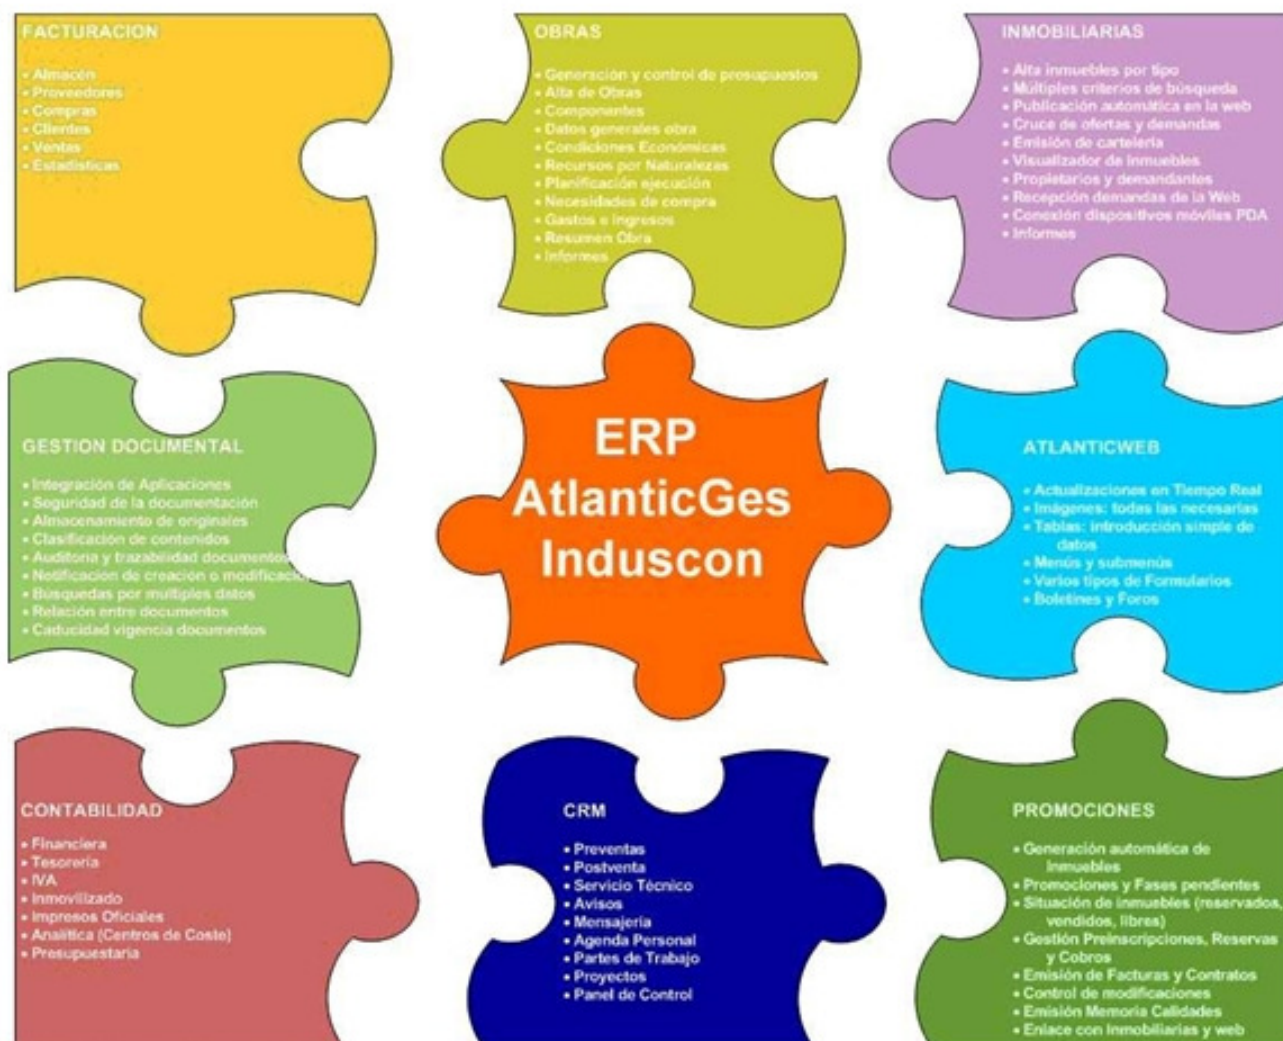 FACTURACION
• Almacén
• Proveedores
• Compras
• Clientes
• Ventas
• Estadísticas
OBRAS
• Generación y control de presupuestos
• Alta de Obras
• Componantes
• Datos generales obra
• Condiciones Económicas
• Recursos por Naturalezas
• Planificación ejecución
• Necesidades de compra
• Gastos e Ingresos
• Resumen Obra
• Informes
INMOBILIARIAS
• Alta inmuebles por tipo
• Múltiples criterios de búsqueda
• Publicación automática en la web
• Cruce de ofertas y demandas
• Emisión de cartelería
• Visualizador de inmuebles
• Propietarios y demandantes
• Recepción demandas de la Web
• Conexión dispositivos móviles PDA
• Informes
GESTION DOCUMENTAL
• Integración de Aplicaciones
• Seguridad de la documentación
• Almacenamiento de originales
• Clasificación de contenidos
• Auditoria y trazabilidad documentos
• Notificacion de creación o modificación
• Búsquedas por múltiples datos
• Relación entre documentos
• Caducidad vigencia documentos
ERP
AtlanticGes
Induscon
ATLANTICWEB
• Actualizaciones en Tiempo Real
• Imágenes: todas las necesarias
• Tablas: introducción simple de
datos
• Menús y submenús
• Varios tipos de Formularios
• Boletines y Foros
CONTABILIDAD
• Financiera
• Tesorería
• IVA
• Inmovilizado
• Impresos Oficiales
• Analítica (Centros de Coste)
• Presupuestaria
CRM
• Preventas
• Postventa
• Servicio Técnico
• Avisos
• Mensajería
• Agenda Personal
• Partes de Trabajo
• Proyectos
• Panel de Control
PROMOCIONES
• Generación automática de
Inmuebles
• Promociones y Fases pendientes
• Situación de inmuebles (reservados,
vendidos, libres)
• Gestión Preinscripciones, Reservas
y Cobros
• Emisión de Facturas y Contratos
• Control de modificaciones
• Emisión Memoria Calidades
• Enlace con Inmobiliarias y web